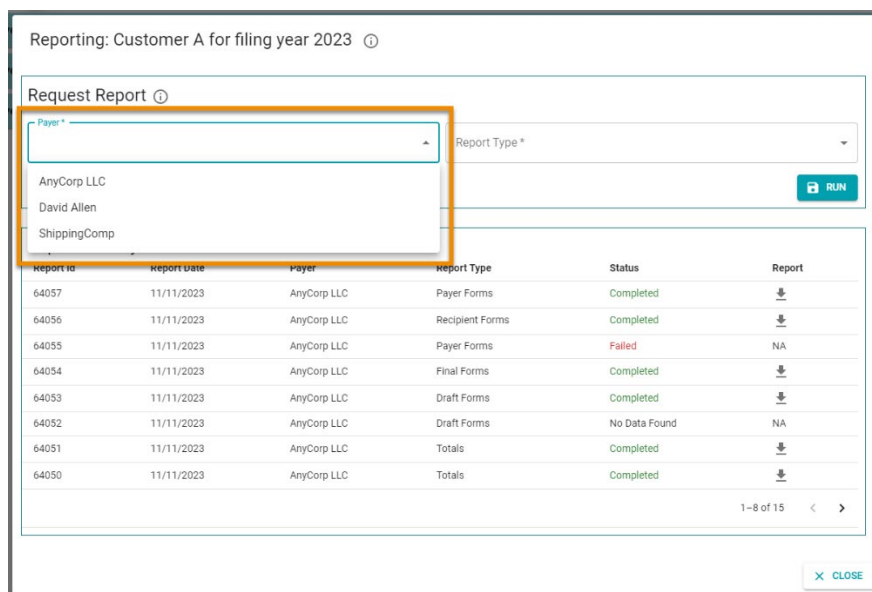 Reporting: Customer A for filing year 2023
Request Report
Payer *
Report Type *
AnyCorp LLC
RUN
David Allen
ShippingComp
Report Id Report Date Payer Report Type Status Report
64057 11/11/2023 AnyCorp LLC Payer Forms Completed
64056 11/11/2023 AnyCorp LLC Recipient Forms Completed
64055 11/11/2023 AnyCorp LLC Payer Forms Failed NA
64054 11/11/2023 AnyCorp LLC Final Forms Completed
64053 11/11/2023 AnyCorp LLC Draft Forms Completed
64052 11/11/2023 AnyCorp LLC Draft Forms No Data Found NA
64051 11/11/2023 AnyCorp LLC Totals Completed
64050 11/11/2023 AnyCorp LLC Totals Completed
1–8 of 15
CLOSE